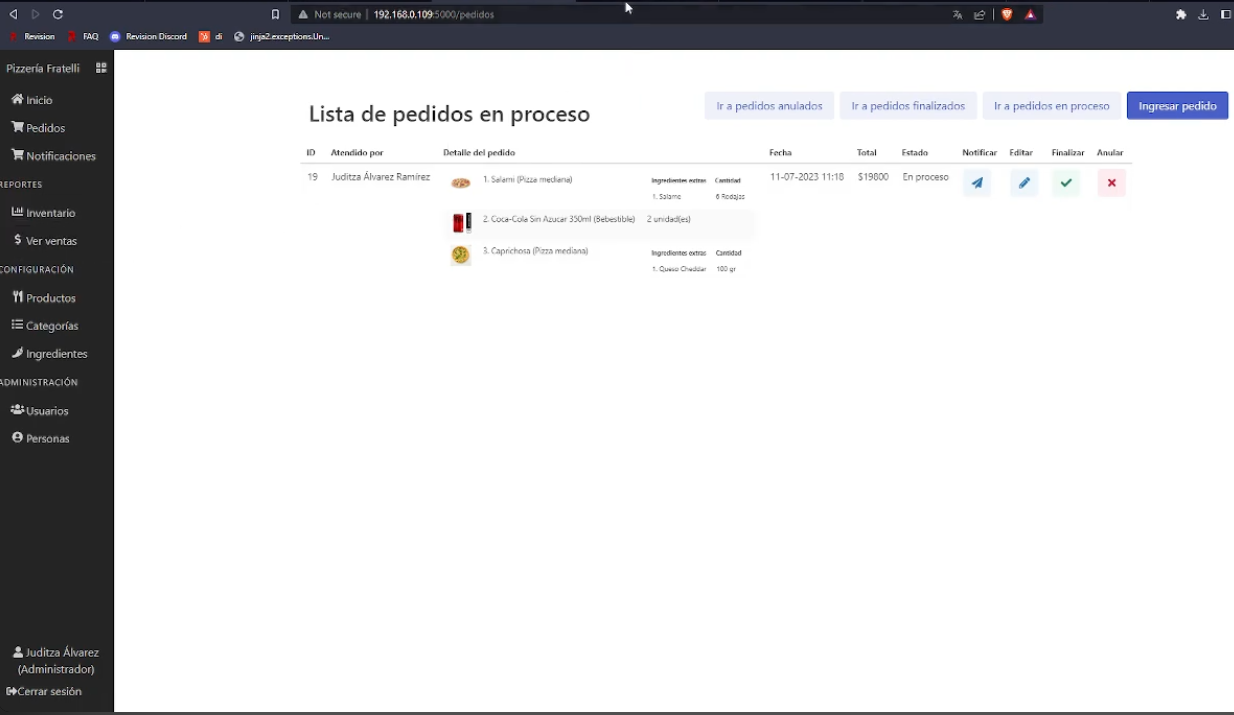 Not secure | 192.168.0.109:5000/pedidos
Revision FAQ Revision Discord di jinja2.exceptions.Un...
Pizzería Fratelli
Inicio
Pedidos
Notificaciones
REPORTES
Inventario
$ Ver ventas
CONFIGURACIÓN
Productos
Categorías
Ingredientes
ADMINISTRACIÓN
Usuarios
Personas
Juditza Álvarez
(Administrador)
Cerrar sesión
Ir a pedidos anulados Ir a pedidos finalizados Ir a pedidos en proceso Ingresar pedido
Lista de pedidos en proceso
ID Atendido por Detalle del pedido Fecha Total Estado Notificar Editar Finalizar Anular
19 Juditza Álvarez Ramírez 1. Salami (Pizza mediana) Ingredientes extras Cantidad 11-07-2023 11:18 $19800 En proceso
1. Salame 6 Rodajas
2. Coca-Cola Sin Azucar 350ml (Bebestible) 2 unidad(es)
3. Caprichosa (Pizza mediana) Ingredientes extras Cantidad
1. Queso Cheddar 100 gr